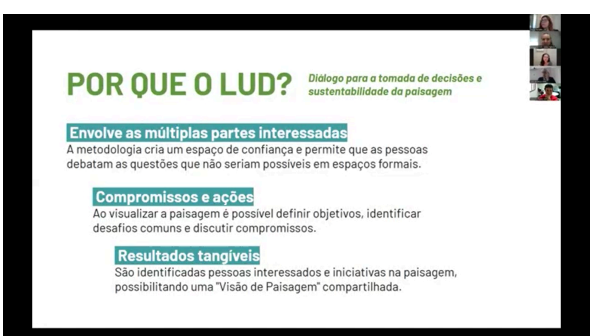 POR QUE O LUD?
Diálogo para a tomada de decisões e
sustentabilidade da paisagem
Envolve as múltiplas partes interessadas
A metodologia cria um espaço de confiança e permite que as pessoas
debatam as questões que não seriam possíveis em espaços formais.
Compromissos e ações
Ao visualizar a paisagem é possível definir objetivos, identificar
desafios comuns e discutir compromissos.
Resultados tangíveis
São identificadas pessoas interessados e iniciativas na paisagem,
possibilitando uma "Visão de Paisagem" compartilhada.